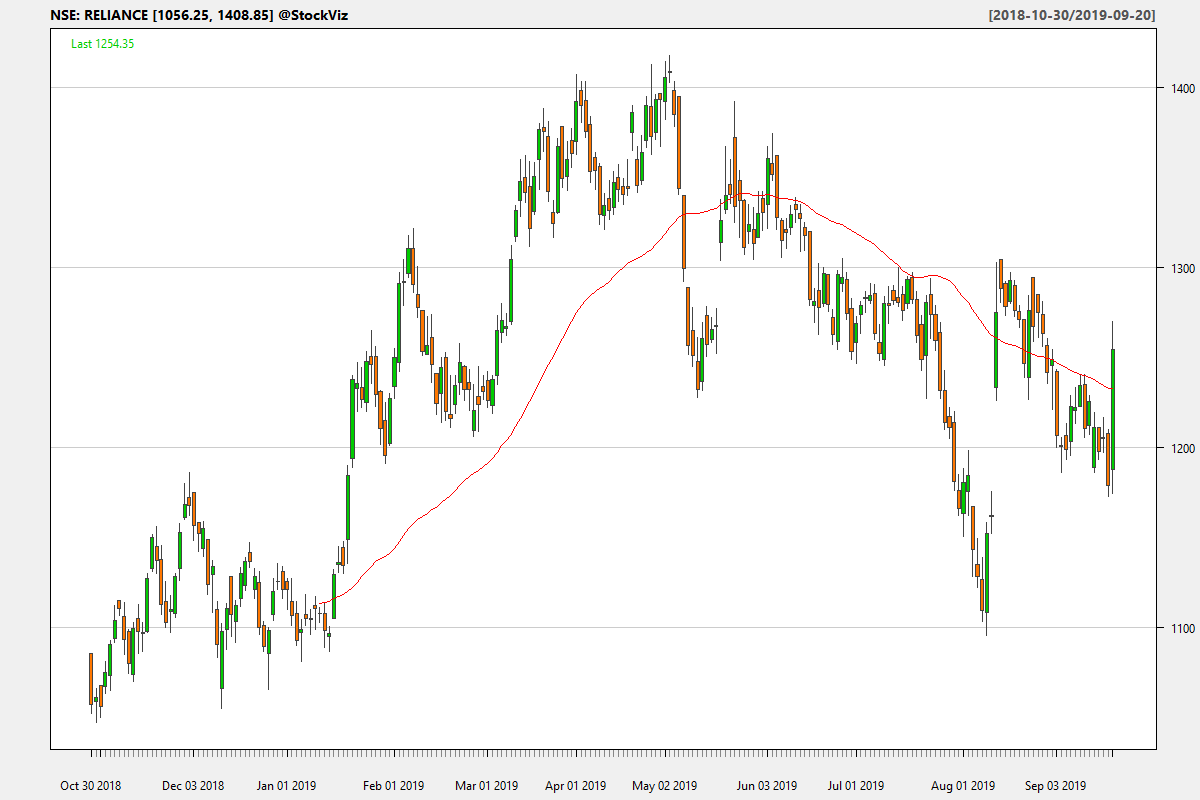 NSE: RELIANCE [1056.25, 1408.85] @StockViz
[2018-10-30/2019-09-20]
Last 1254.35
1400
1300
1200
1100
Oct 30 2018 Dec 03 2018 Jan 01 2019 Feb 01 2019 Mar 01 2019 Apr 01 2019 May 02 2019 Jun 03 2019 Jul 01 2019 Aug 01 2019 Sep 03 2019